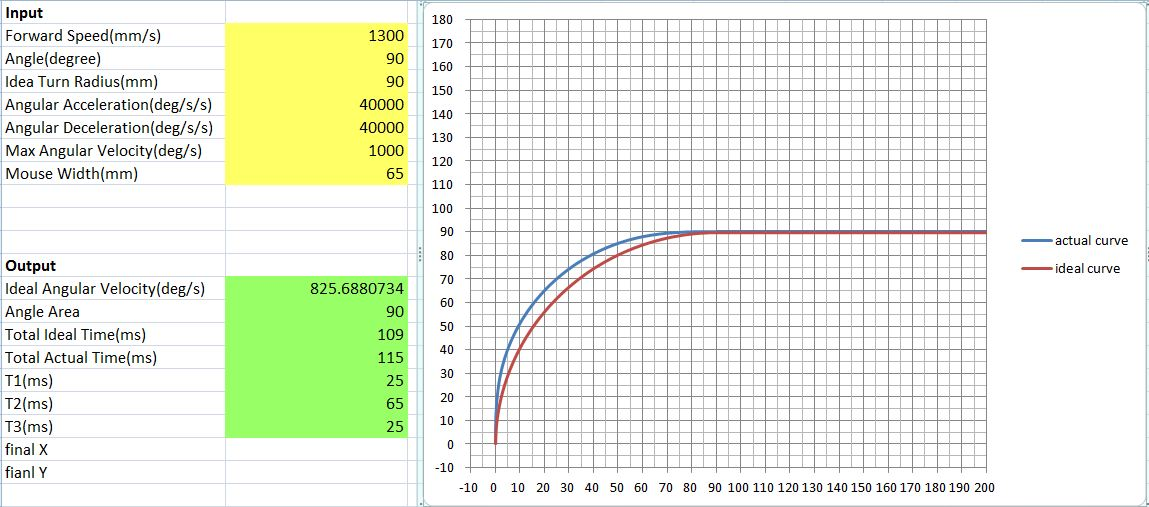 Input
Forward Speed(mm/s) 1300
Angle(degree) 90
Idea Turn Radius(mm) 90
Angular Acceleration(deg/s/s) 40000
Angular Deceleration(deg/s/s) 40000
Max Angular Velocity(deg/s) 1000
Mouse Width(mm) 65
Output
Ideal Angular Velocity(deg/s) 825.6880734
Angle Area 90
Total Ideal Time(ms) 109
Total Actual Time(ms) 115
T1(ms) 25
T2(ms) 65
T3(ms) 25
final X
fianl Y
180
170
160
150
140
130
120
110
100
90
80
70
60
50
40
30
20
10
0
-10
-10 0 10 20 30 40 50 60 70 80 90 100 110 120 130 140 150 160 170 180 190 200
actual curve
ideal curve